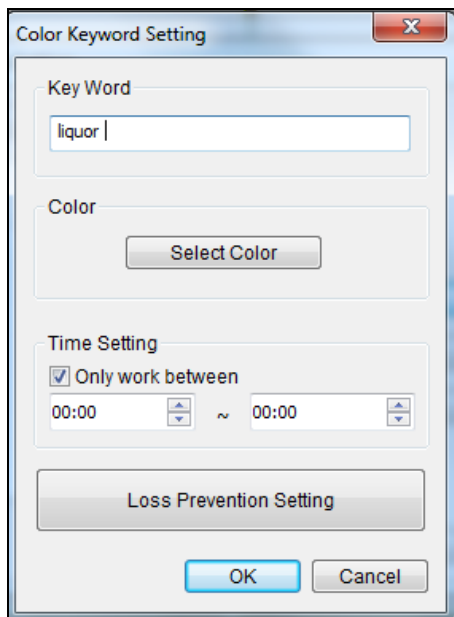 Color Keyword Setting
Key Word
liquor
Color
Select Color
Time Setting
Only work between
00:00 ~ 00:00
Loss Prevention Setting
OK Cancel